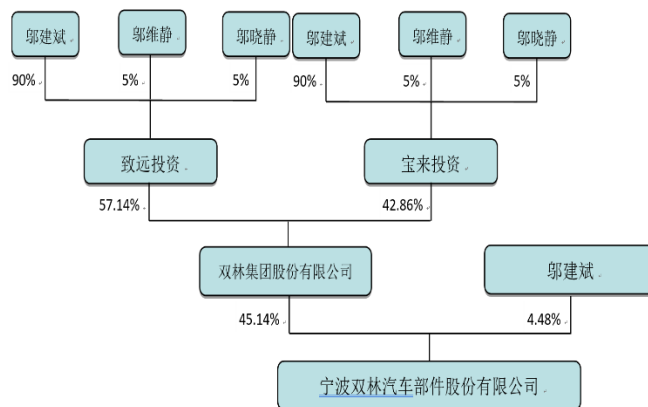 邬建斌
邬维静
邬晓静
邬建斌
邬维静
邬晓静
90%
5%
5%
90%
5%
5%
致远投资
宝来投资
57.14%
42.86%
双林集团股份有限公司
邬建斌
45.14%
4.48%
宁波双林汽车部件股份有限公司